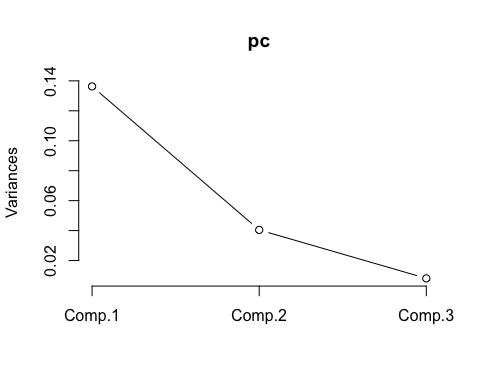 pc
Variances
0.14
0.10
0.06
0.02
Comp.1
Comp.2
Comp.3